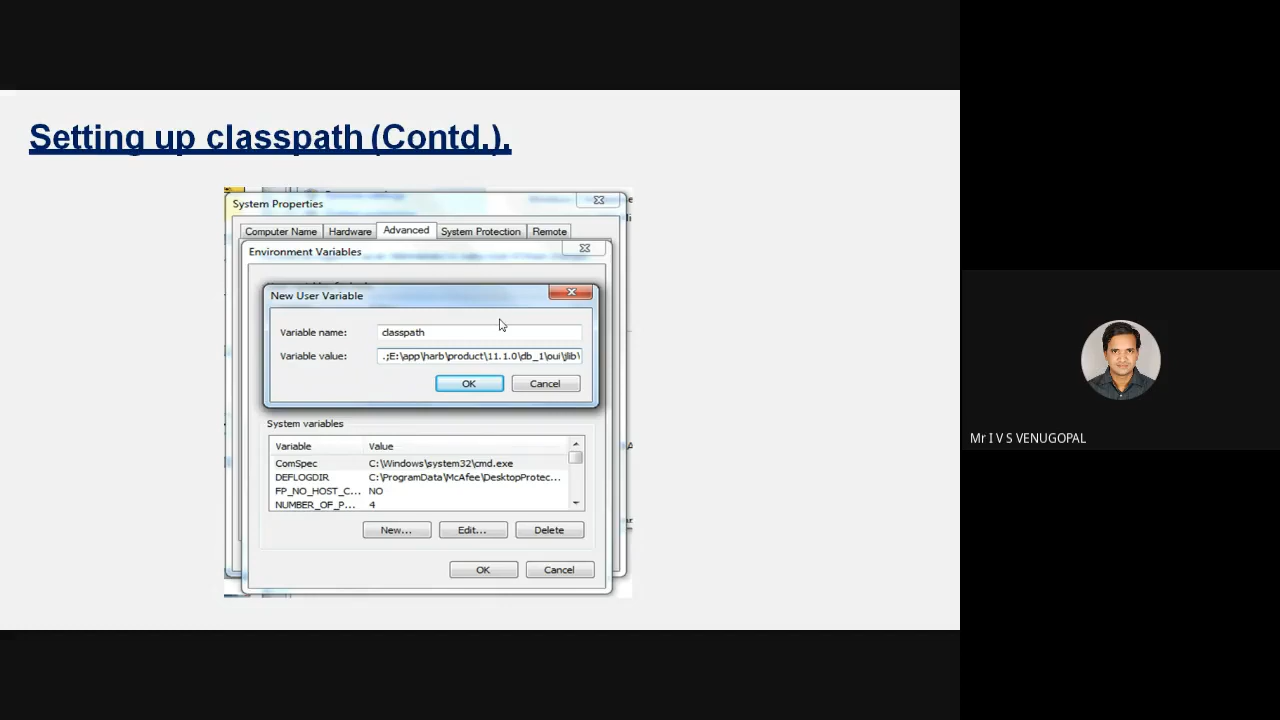 Setting up classpath (Contd.).
System Properties
Computer Name Hardware Advanced System Protection Remote
Environment Variables
New User Variable
Variable name: classpath
Variable value: .;E:\app\harb\product\11.1.0\db_1\oui\jlib\
OK Cancel
System variables
Variable Value
ComSpec C:\Windows\system32\cmd.exe
DEFLOGDIR C:\ProgramData\McAfee\DesktopProtec...
FP_NO_HOST_C... NO
NUMBER_OF_P... 4
New... Edit... Delete
OK Cancel
Mr I V S VENUGOPAL